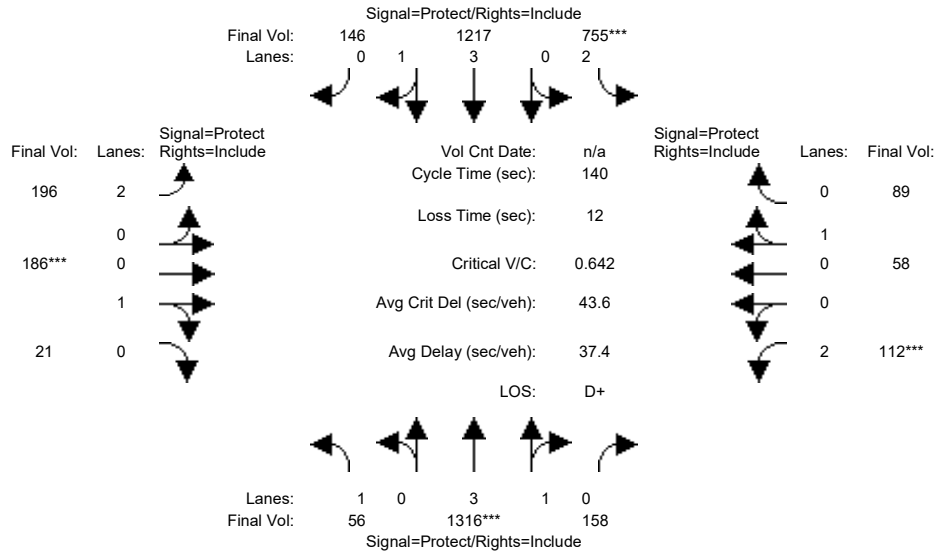 Signal=Protect/Rights=Include
Final Vol: 146 1217 755***
Lanes: 0 1 3 0 2
Signal=Protect Signal=Protect
Final Vol: Lanes: Rights=Include Vol Cnt Date: n/a Rights=Include Lanes: Final Vol:
Cycle Time (sec): 140
196 2 0 89
Loss Time (sec): 12
0 1
186*** 0 Critical V/C: 0.642 0 58
1 Avg Crit Del (sec/veh): 43.6 0
21 0 Avg Delay (sec/veh): 37.4 2 112***
LOS: D+
Lanes: 1 0 3 1 0
Final Vol: 56 1316*** 158
Signal=Protect/Rights=Include